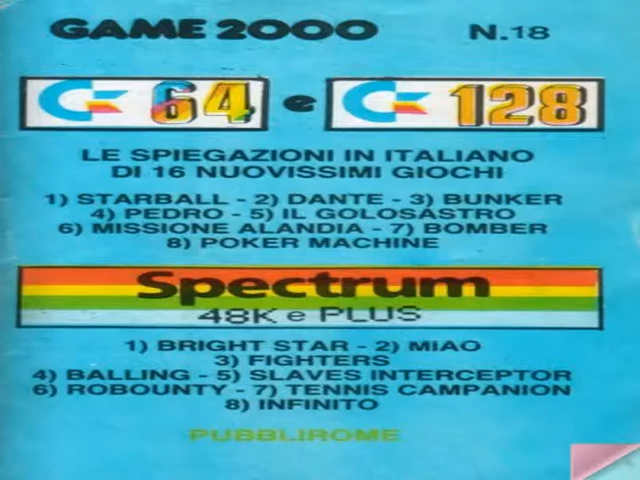 GAME 2000 N.18
64 e 128
LE SPIEGAZIONI IN ITALIANO
DI 16 NUOVISSIMI GIOCHI
1) STARBALL - 2) DANTE - 3) BUNKER
4) PEDRO - 5) IL GOLOSASTRO
6) MISSIONE ALANDIA - 7) BOMBER
8) POKER MACHINE
Spectrum
48K e PLUS
1) BRIGHT STAR - 2) MIAO
3) FIGHTERS
4) BALLING - 5) SLAVES INTERCEPTOR
6) ROBOUNTY - 7) TENNIS CAMPANION
8) INFINITO
PUBBLIROME